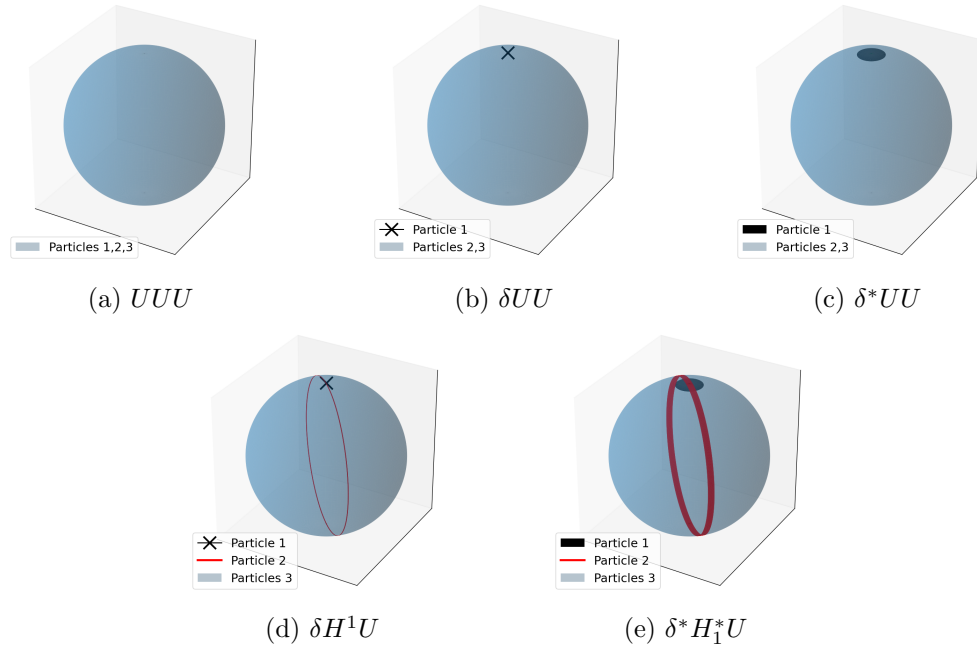 Particles 1,2,3
Particle 1
Particles 2,3
Particle 1
Particles 2,3
(a) UUU
(b) δUU
(c) δ*UU
Particle 1
Particle 2
Particles 3
Particle 1
Particle 2
Particles 3
(d) δH¹U
(e) δ*H₁*U